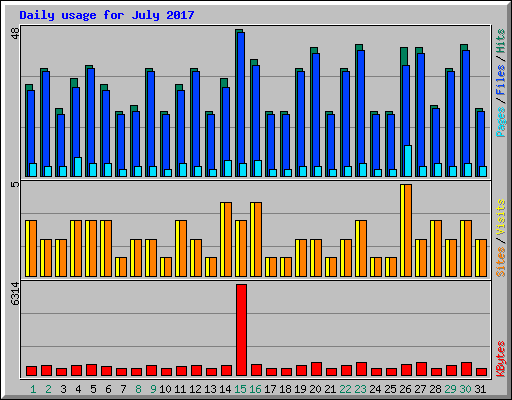 Daily usage for July 2017
48
Pages / Files / Hits
5
Sites / Visits
6314
KBytes
1 2 3 4 5 6 7 8 9 10 11 12 13 14 15 16 17 18 19 20 21 22 23 24 25 26 27 28 29 30 31